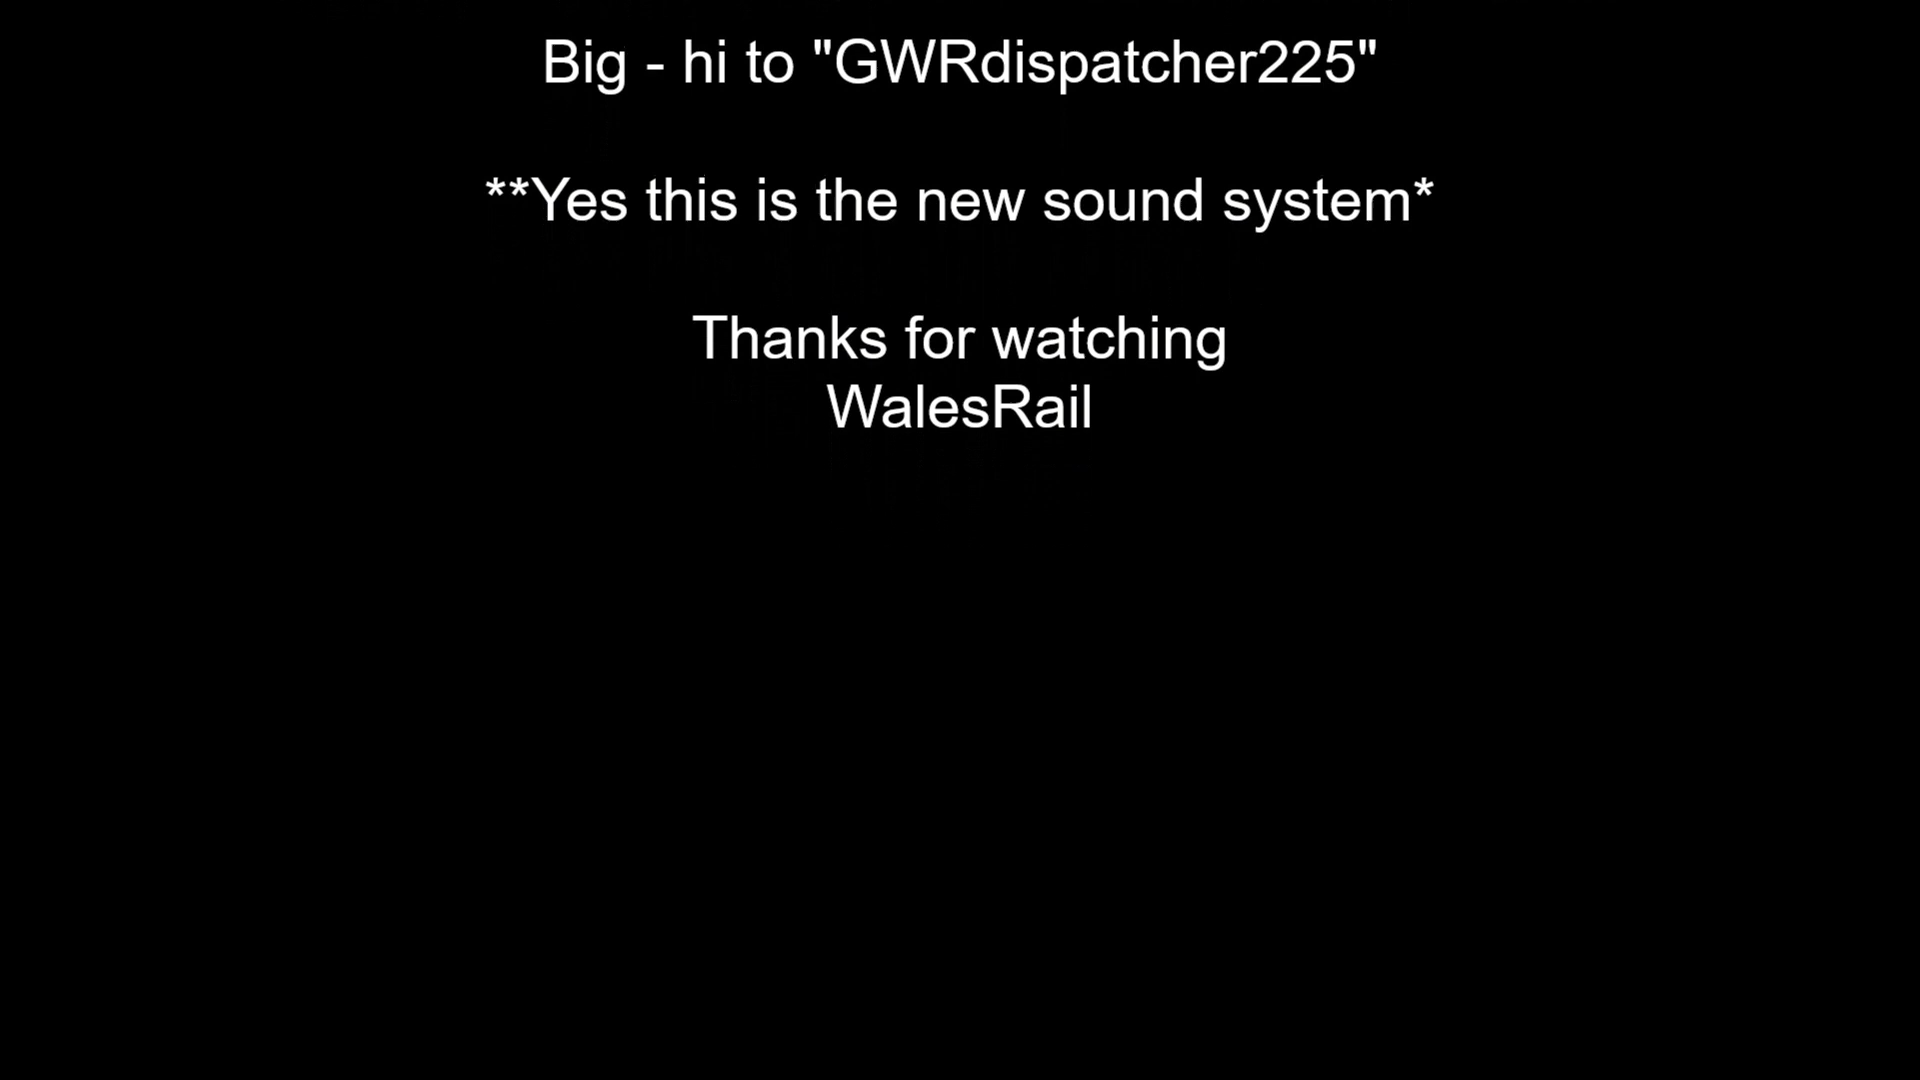 Big - hi to "GWRdispatcher225"
**Yes this is the new sound system*
Thanks for watching
WalesRail